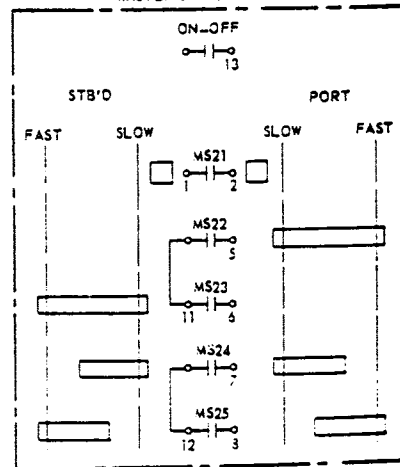 ON-OFF
13
STB'D PORT
FAST SLOW SLOW FAST
MS21
1 2
MS22
5
MS23
11 6
MS24
7
MS25
12 3